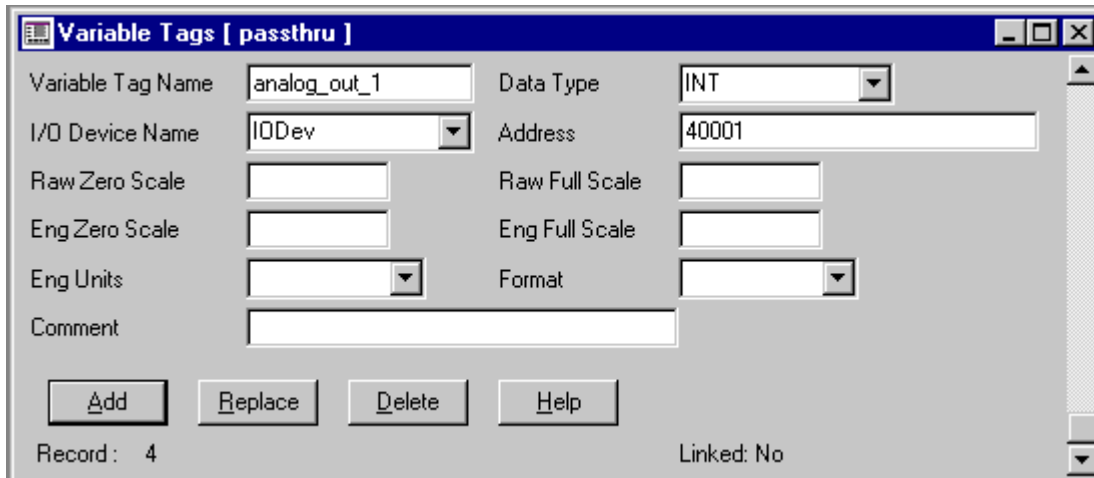 Variable Tags [ passthru ]
Variable Tag Name analog_out_1 Data Type INT
I/O Device Name IODev Address 40001
Raw Zero Scale Raw Full Scale
Eng Zero Scale Eng Full Scale
Eng Units Format
Comment
Add Replace Delete Help
Record : 4 Linked: No